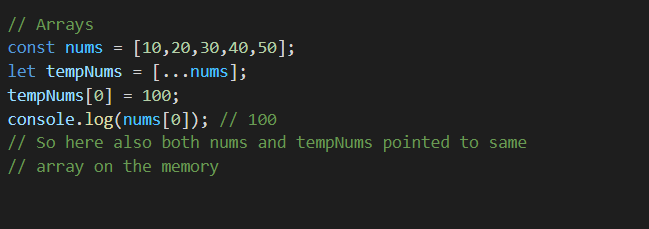 // Arrays
const nums = [10,20,30,40,50];
let tempNums = [...nums];
tempNums[0] = 100;
console.log(nums[0]); // 100
// So here also both nums and tempNums pointed to same
// array on the memory